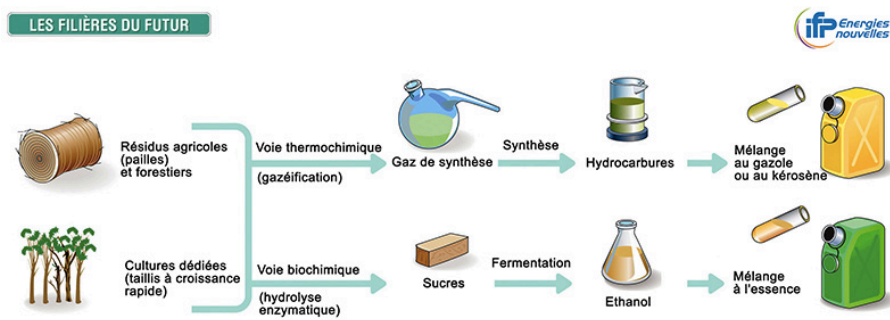 LES FILIÈRES DU FUTUR
ifp Energies
nouvelles
Résidus agricoles
(pailles)
et forestiers
Voie thermochimique
(gazéification)
Gaz de synthèse
Synthèse
Hydrocarbures
Mélange
au gazole
ou au kérosène
Cultures dédiées
(taillis à croissance
rapide)
Voie biochimique
(hydrolyse
enzymatique)
Sucres
Fermentation
Ethanol
Mélange
à l'essence